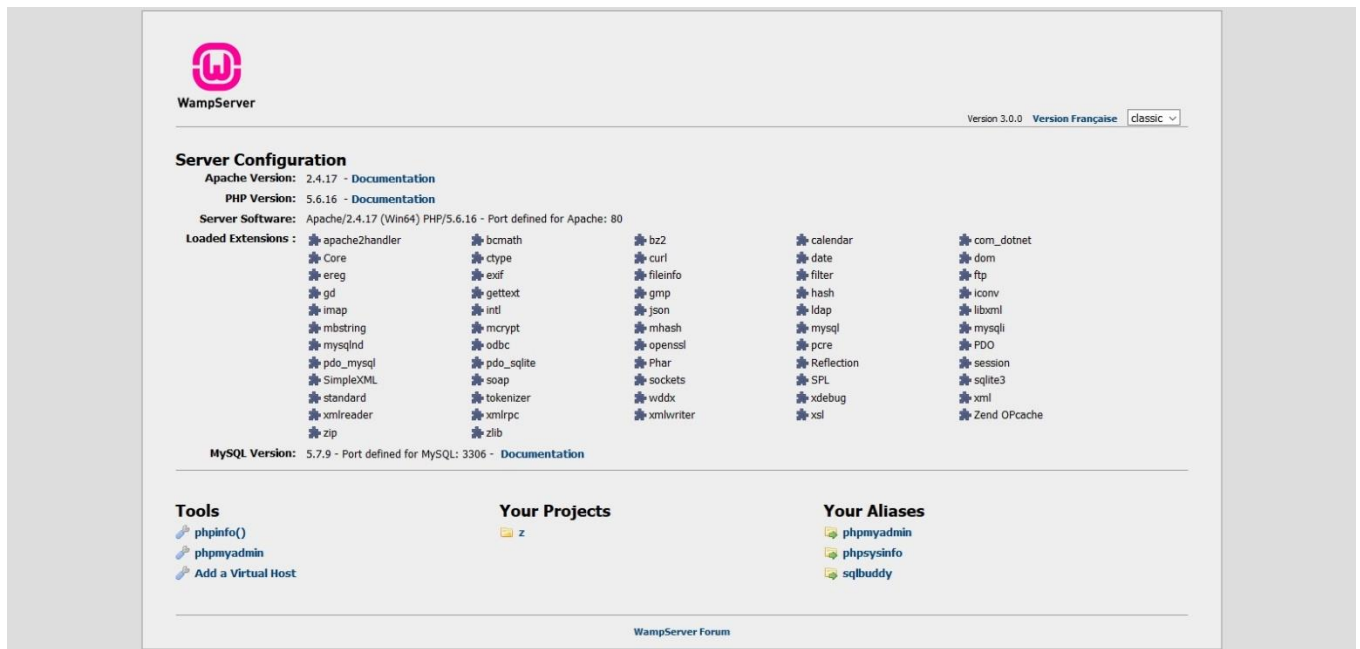 WampServer
Version 3.0.0 Version Française classic
Server Configuration
Apache Version: 2.4.17 - Documentation
PHP Version: 5.6.16 - Documentation
Server Software: Apache/2.4.17 (Win64) PHP/5.6.16 - Port defined for Apache: 80
Loaded Extensions : apache2handler bcmath bz2 calendar com_dotnet
Core ctype curl date dom
ereg exif fileinfo filter ftp
gd gettext gmp hash iconv
imap intl json ldap libxml
mbstring mcrypt mhash mysql mysqli
mysqlnd odbc openssl pcre PDO
pdo_mysql pdo_sqlite Phar Reflection session
SimpleXML soap sockets SPL sqlite3
standard tokenizer wddx xdebug xml
xmlreader xmlrpc xmlwriter xsl Zend OPcache
zip zlib
MySQL Version: 5.7.9 - Port defined for MySQL: 3306 - Documentation
Tools Your Projects Your Aliases
phpinfo() z phpmyadmin
phpmyadmin phpsysinfo
Add a Virtual Host sqlbuddy
WampServer Forum